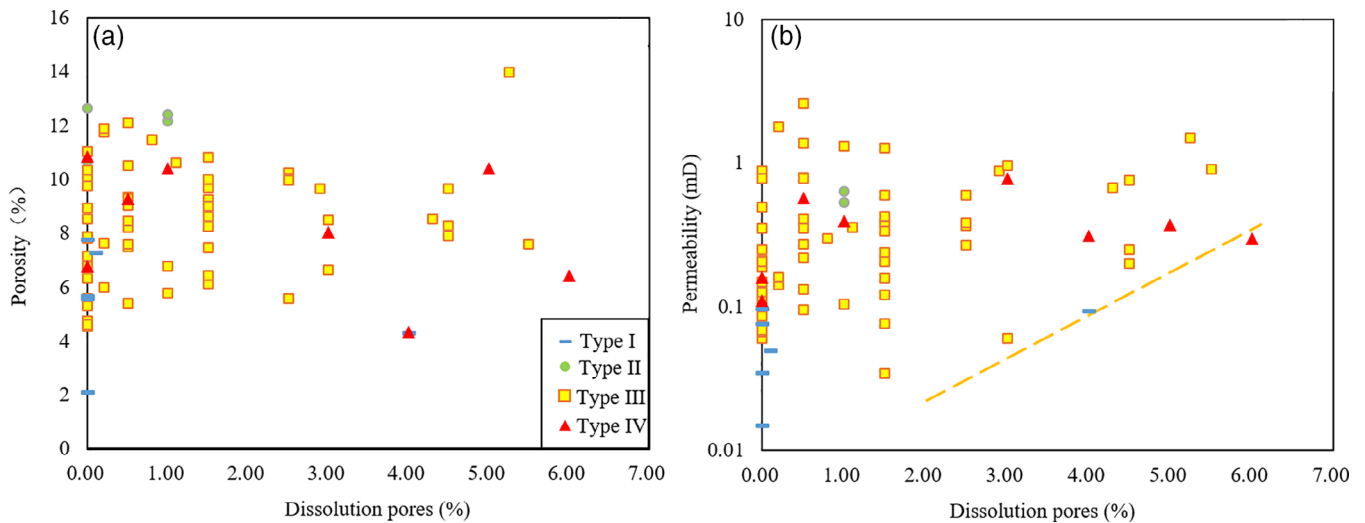 (a)
16
14
12
10
8
6
4
2
0
Porosity (%)
0.00 1.00 2.00 3.00 4.00 5.00 6.00 7.00
Dissolution pores (%)
Type I
Type II
Type III
Type IV
(b)
10
1
0.1
0.01
Permeability (mD)
0.00 1.00 2.00 3.00 4.00 5.00 6.00 7.00
Dissolution pores (%)